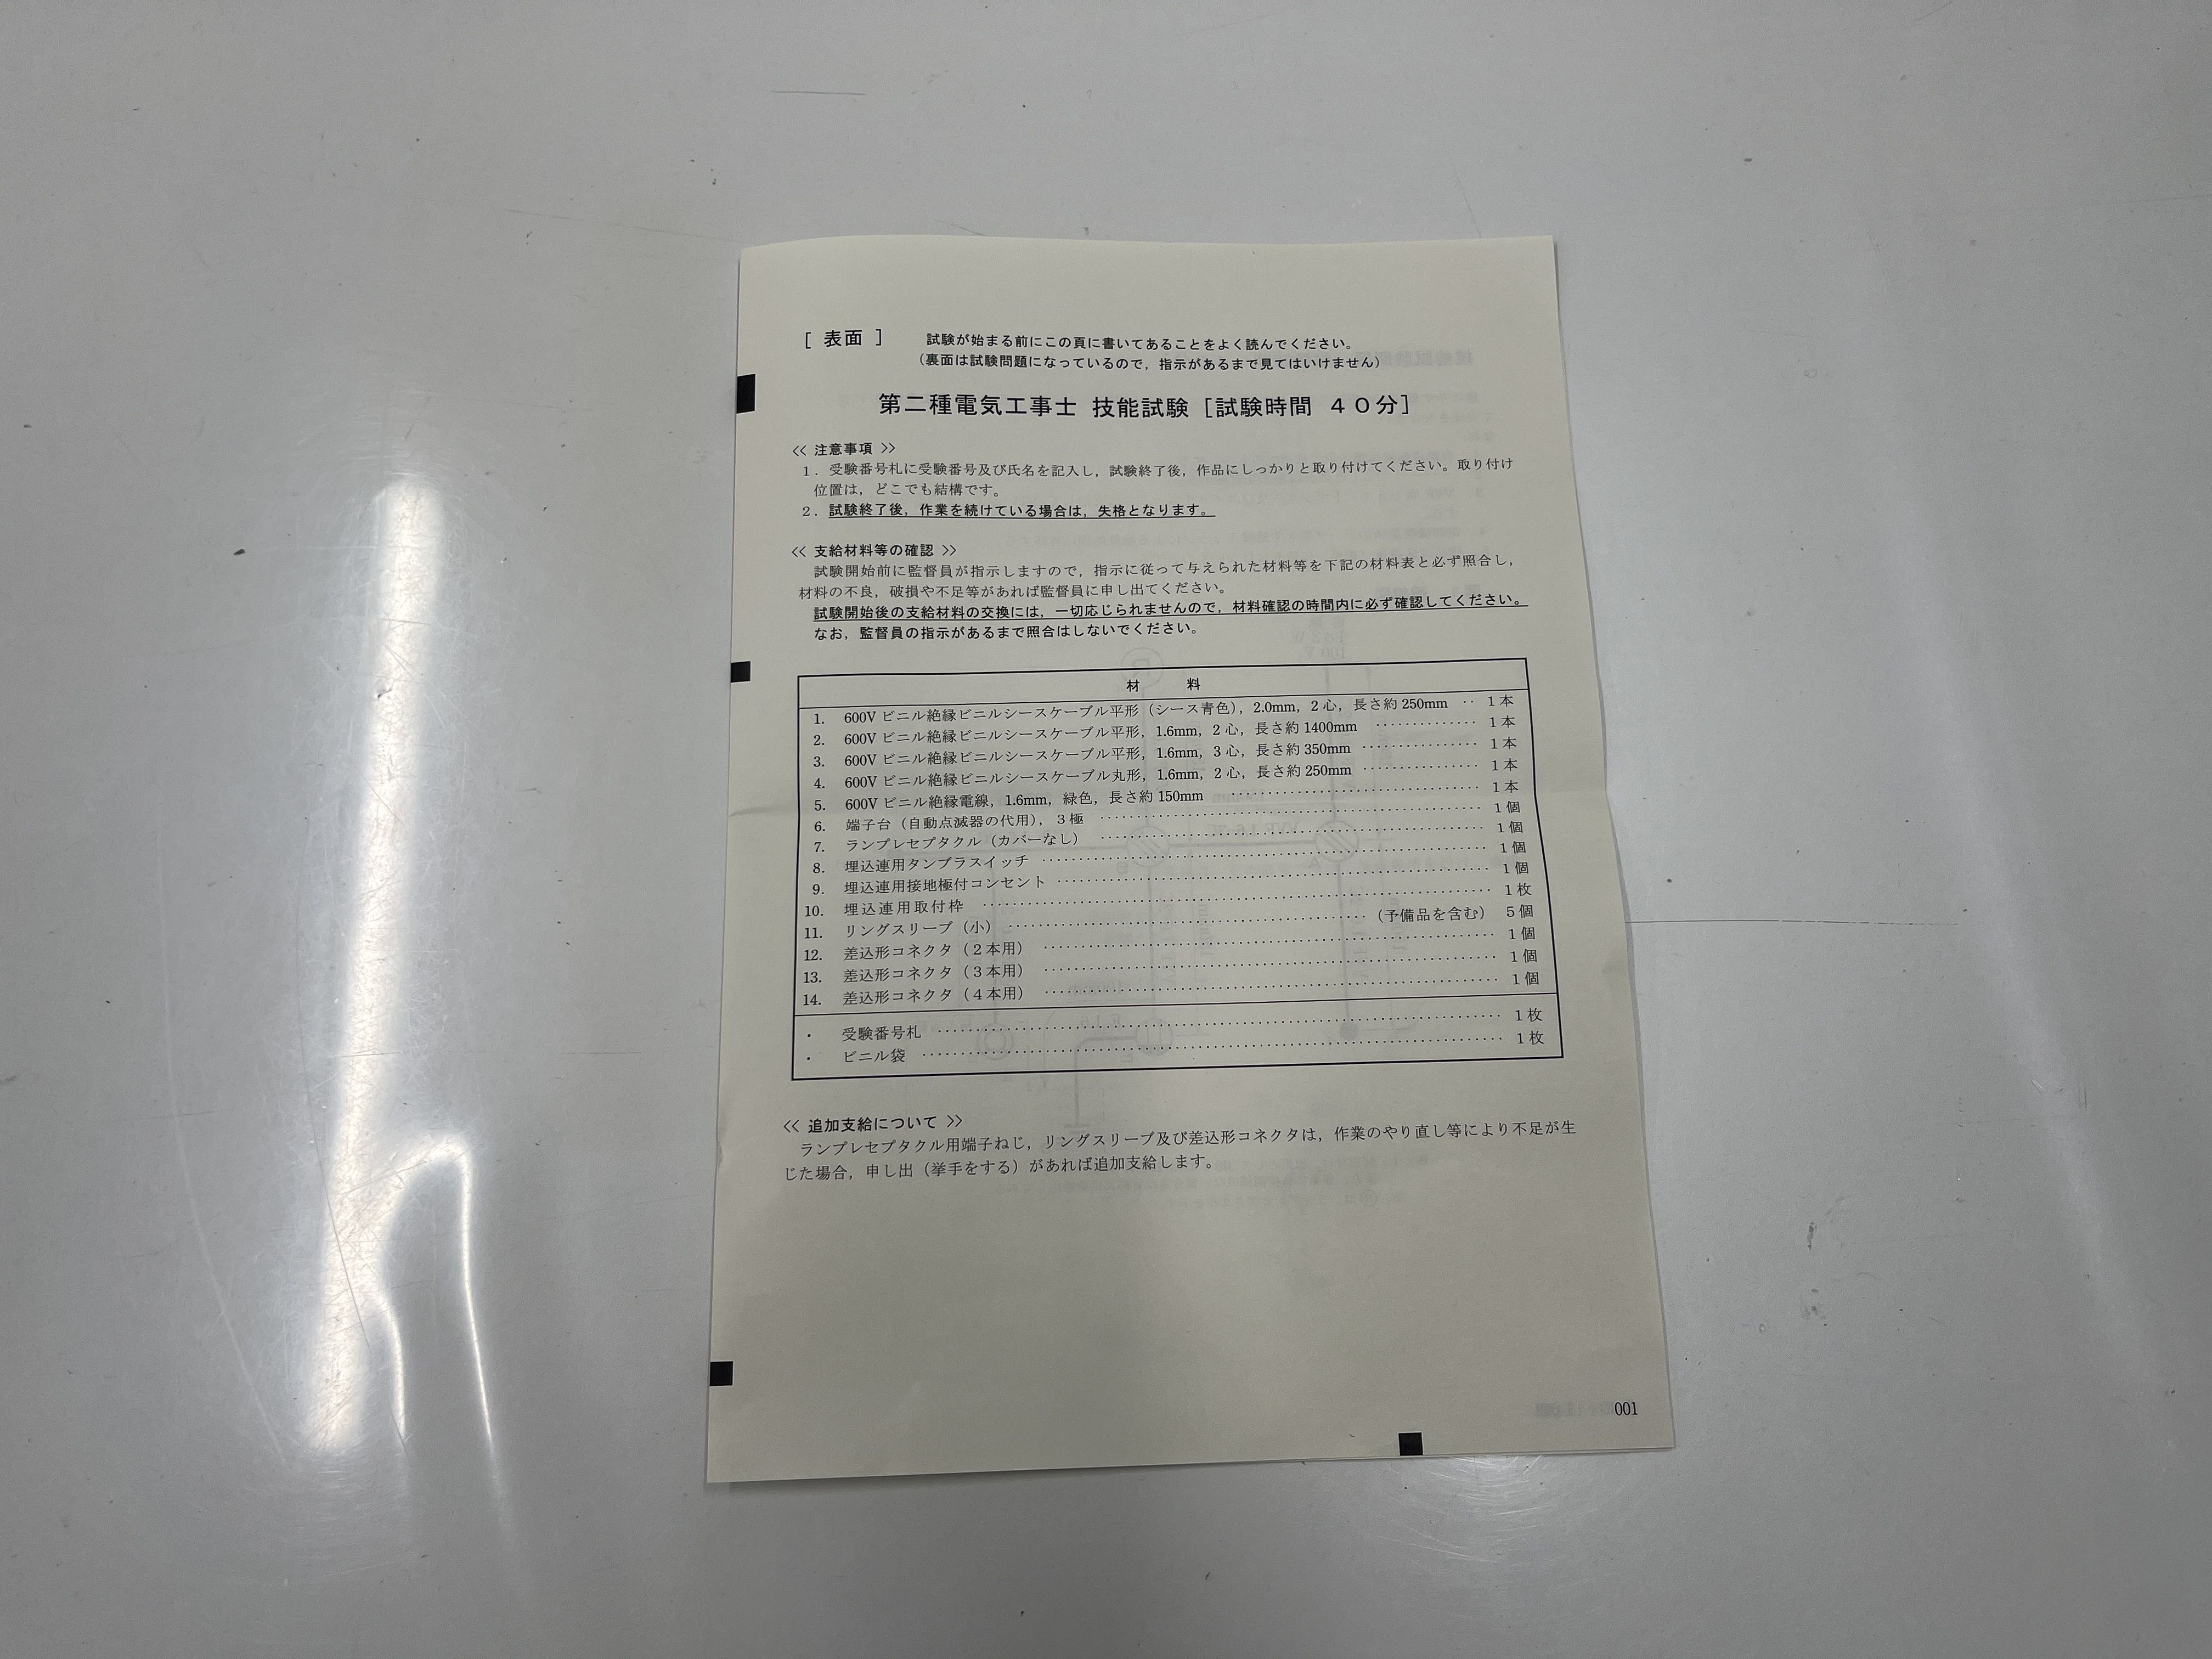 [ 表面 ] 試験が始まる前にこの頁に書いてあることをよく読んでください。
（裏面は試験問題になっているので，指示があるまで見てはいけません）
第二種電気工事士 技能試験［試験時間 ４０分］
<< 注意事項 >>
１．受験番号札に受験番号及び氏名を記入し，試験終了後，作品にしっかりと取り付けてください。取り付け
位置は，どこでも結構です。
２．試験終了後，作業を続けている場合は，失格となります。
<< 支給材料等の確認 >>
試験開始前に監督員が指示しますので，指示に従って与えられた材料等を下記の材料表と必ず照合し，
材料の不良，破損や不足等があれば監督員に申し出てください。
試験開始後の支給材料の交換には，一切応じられませんので，材料確認の時間内に必ず確認してください。
なお，監督員の指示があるまで照合はしないでください。
材 料
1. 600V ビニル絶縁ビニルシースケーブル平形（シース青色），2.0mm，2 心，長さ約 250mm ‥ 1 本
2. 600V ビニル絶縁ビニルシースケーブル平形，1.6mm，2 心，長さ約 1400mm ‥‥‥‥‥‥ 1 本
3. 600V ビニル絶縁ビニルシースケーブル平形，1.6mm，3 心，長さ約 350mm ‥‥‥‥‥‥ 1 本
4. 600V ビニル絶縁ビニルシースケーブル丸形，1.6mm，2 心，長さ約 250mm ‥‥‥‥‥‥ 1 本
5. 600V ビニル絶縁電線，1.6mm，緑色，長さ約 150mm ‥‥‥‥‥‥‥‥‥‥ 1 本
6. 端子台（自動点滅器の代用），３極 ‥‥‥‥‥‥‥‥‥‥‥‥‥‥ 1 個
7. ランプレセプタクル（カバーなし） ‥‥‥‥‥‥‥‥‥‥‥‥‥‥ 1 個
8. 埋込連用タンブラスイッチ ‥‥‥‥‥‥‥‥‥‥‥‥‥‥‥‥ 1 個
9. 埋込連用接地極付コンセント ‥‥‥‥‥‥‥‥‥‥‥‥‥‥‥ 1 個
10. 埋込連用取付枠 ‥‥‥‥‥‥‥‥‥‥‥‥‥‥‥‥‥‥ 1 枚
11. リングスリーブ（小） ‥‥‥‥‥‥‥‥‥‥‥‥‥（予備品を含む） 5 個
12. 差込形コネクタ（２本用） ‥‥‥‥‥‥‥‥‥‥‥‥‥‥‥‥ 1 個
13. 差込形コネクタ（３本用） ‥‥‥‥‥‥‥‥‥‥‥‥‥‥‥‥ 1 個
14. 差込形コネクタ（４本用） ‥‥‥‥‥‥‥‥‥‥‥‥‥‥‥‥ 1 個
・ 受験番号札 ‥‥‥‥‥‥‥‥‥‥‥‥‥‥‥‥‥‥‥‥ 1 枚
・ ビニル袋 ‥‥‥‥‥‥‥‥‥‥‥‥‥‥‥‥‥‥‥‥‥ 1 枚
<< 追加支給について >>
ランプレセプタクル用端子ねじ，リングスリーブ及び差込形コネクタは，作業のやり直し等により不足が生
じた場合，申し出（挙手をする）があれば追加支給します。
001